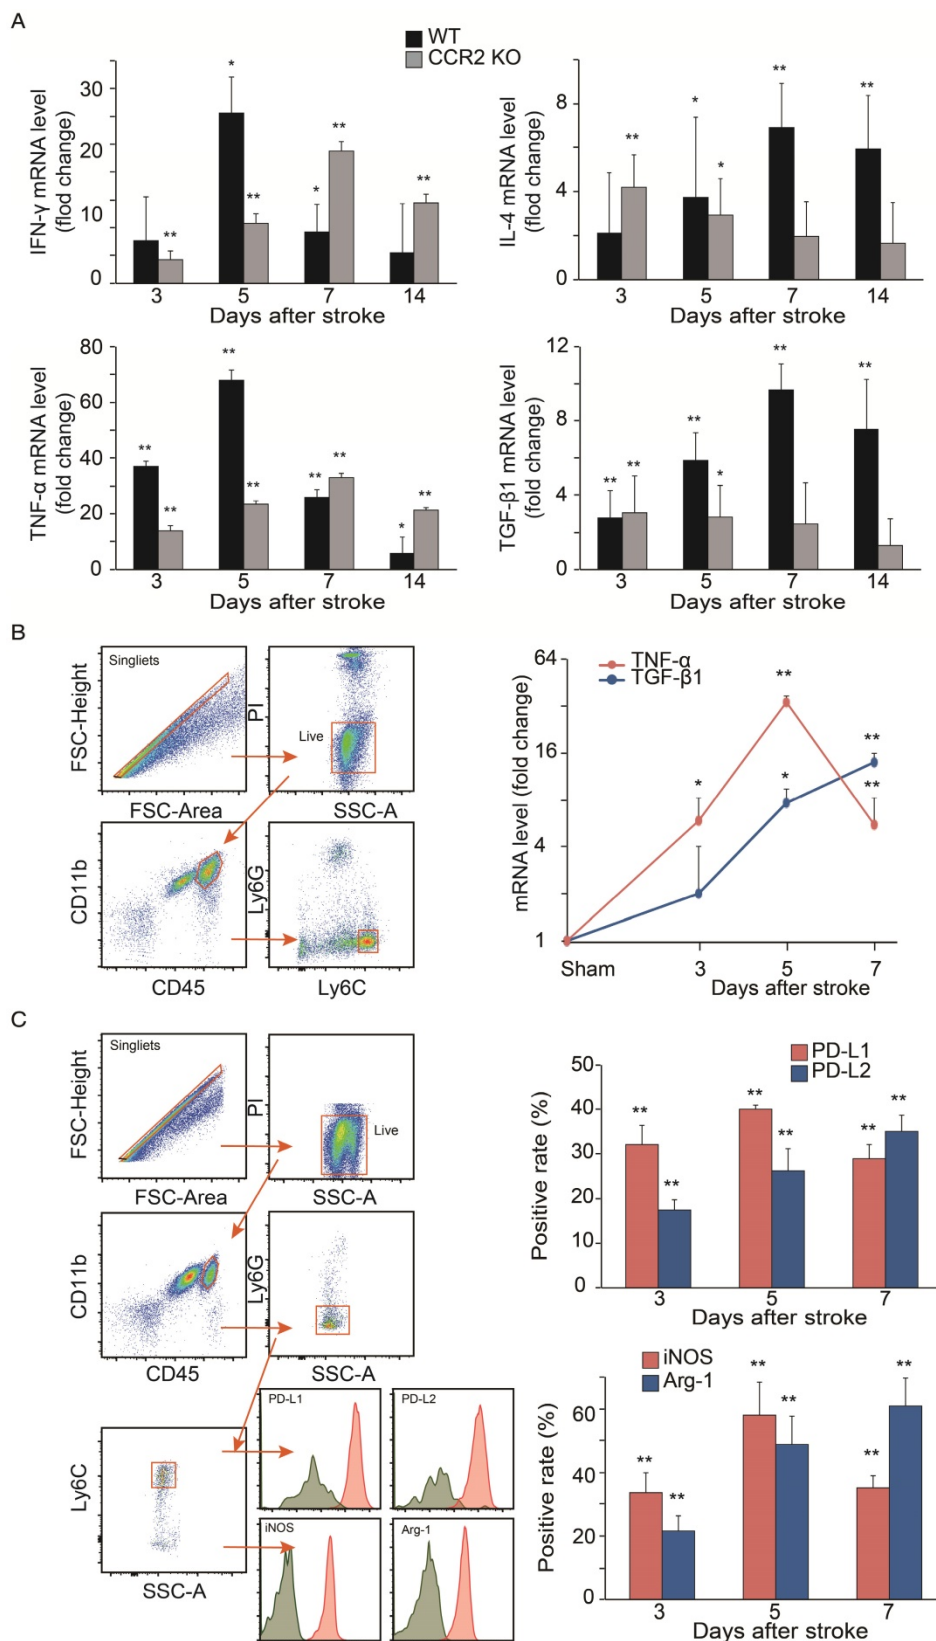 A
WT
CCR2 KO
IFN-γ mRNA level
(flod change)
30
20
10
0
*
**
*
**
**
**
3
5
7
14
Days after stroke
IL-4 mRNA level
(flod change)
8
4
0
**
*
*
**
**
3
5
7
14
Days after stroke
TNF-α mRNA level
(fold change)
80
60
40
20
0
**
**
**
**
**
**
*
**
3
5
7
14
Days after stroke
TGF-β1 mRNA level
(fold change)
12
8
4
0
**
**
**
*
**
**
3
5
7
14
Days after stroke
B
FSC-Height
Singliets
FSC-Area
PI
Live
SSC-A
CD11b
CD45
Ly6G
Ly6C
TNF-α
TGF-β1
mRNA level (fold change)
64
16
4
1
*
**
*
**
**
Sham
3
5
7
Days after stroke
C
FSC-Height
Singliets
FSC-Area
PI
Live
SSC-A
CD11b
CD45
Ly6G
SSC-A
Ly6C
SSC-A
PD-L1
PD-L2
iNOS
Arg-1
PD-L1
PD-L2
Positive rate (%)
50
40
30
20
10
0
**
**
**
**
**
**
3
5
7
Days after stroke
iNOS
Arg-1
Positive rate (%)
60
40
20
0
**
**
**
**
**
**
3
5
7
Days after stroke